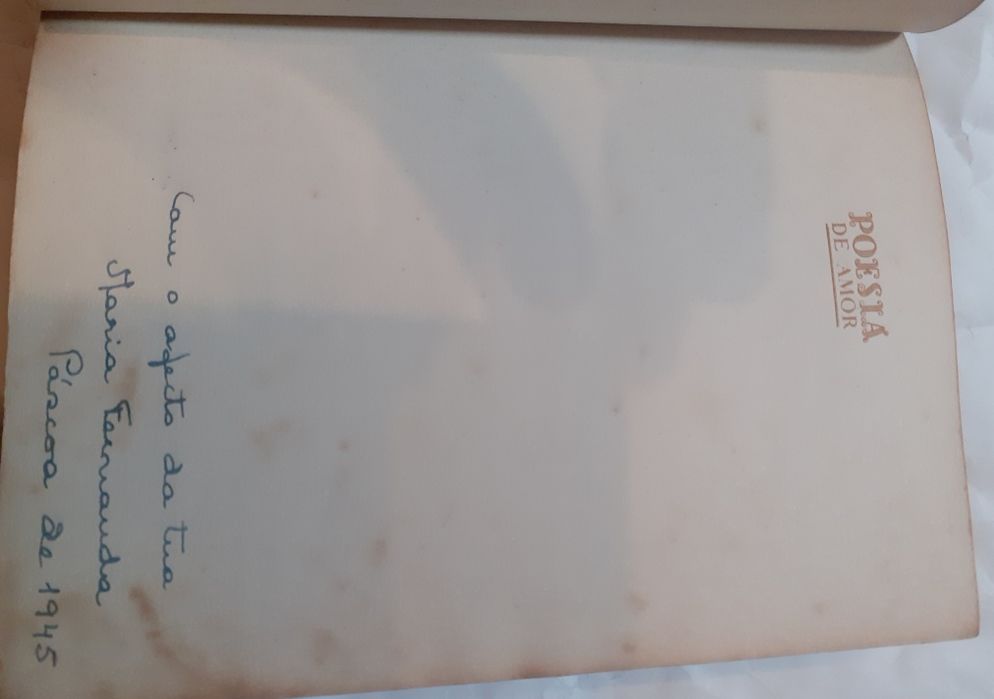 POESIA
DE AMOR
Com o afecto da tua
Maria Fernanda
Páscoa de 1945